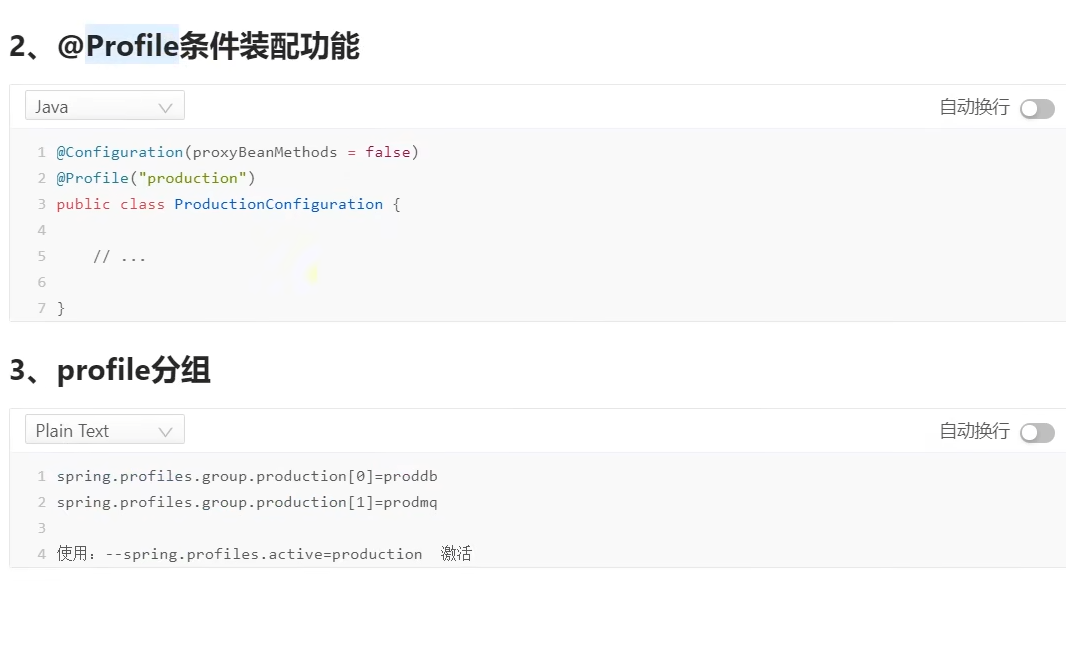 2、@Profile条件装配功能
Java
自动换行
1 @Configuration(proxyBeanMethods = false)
2 @Profile("production")
3 public class ProductionConfiguration {
4
5     // ...
6
7 }
3、profile分组
Plain Text
自动换行
1 spring.profiles.group.production[0]=proddb
2 spring.profiles.group.production[1]=prodmq
3
4 使用：--spring.profiles.active=production  激活